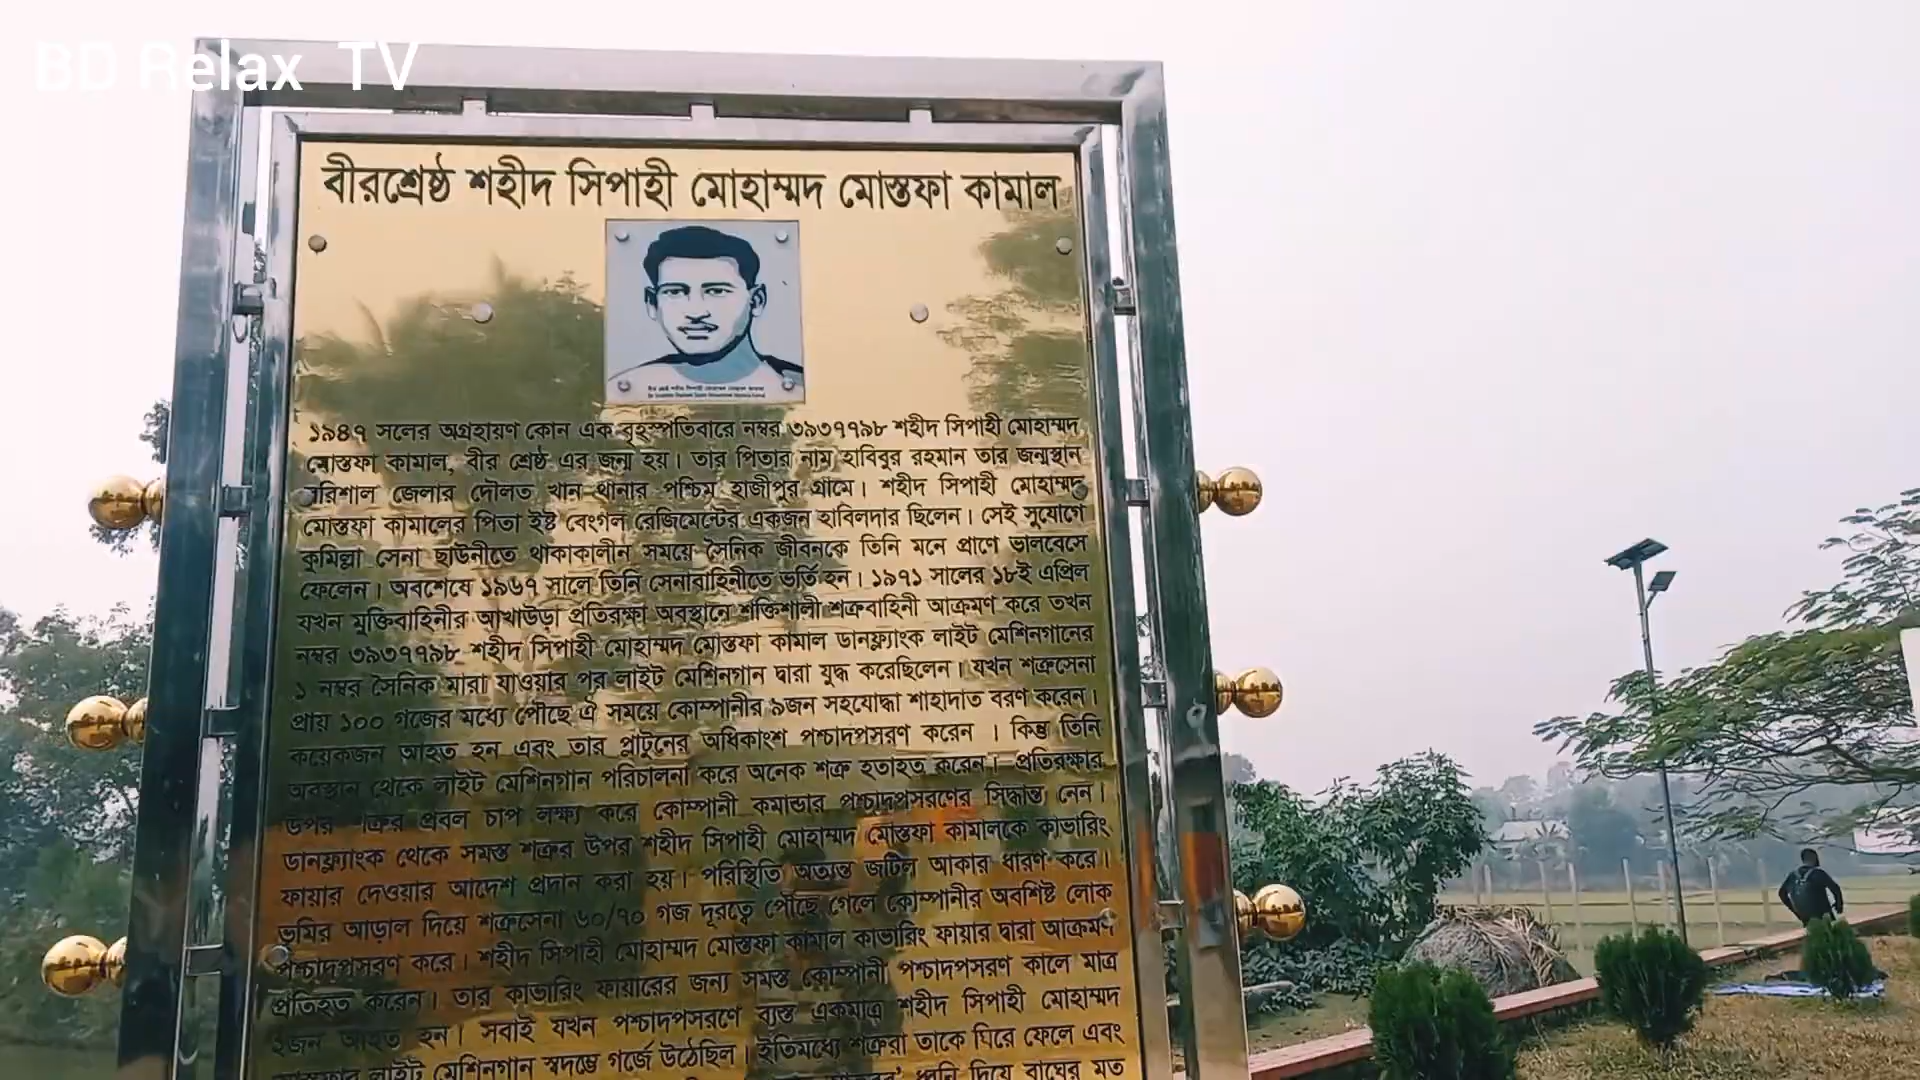 BD Relax TV
বীরশ্রেষ্ঠ শহীদ সিপাহী মোহাম্মদ মোস্তফা কামাল
১৯৪৭ সলের অগ্রহায়ণ কোন এক বৃহস্পতিবারে নম্বর ৩৯৩৭৭৯৮ শহীদ সিপাহী মোহাম্মদ
মোস্তফা কামাল, বীর শ্রেষ্ঠ এর জন্ম হয়। তার পিতার নাম হাবিবুর রহমান তার জন্মস্থান
বরিশাল জেলার দৌলত খান থানার পশ্চিম হাজীপুর গ্রামে। শহীদ সিপাহী মোহাম্মদ
মোস্তফা কামালের পিতা ইষ্ট বেংগল রেজিমেন্টের একজন হাবিলদার ছিলেন। সেই সুযোগে
কুমিল্লা সেনা ছাউনীতে থাকাকালীন সময়ে সৈনিক জীবনকে তিনি মনে প্রাণে ভালবেসে
ফেলেন। অবশেষে ১৯৬৭ সালে তিনি সেনাবাহিনীতে ভর্তি হন। ১৯৭১ সালের ১৮ই এপ্রিল
যখন মুক্তিবাহিনীর আখাউড়া প্রতিরক্ষা অবস্থানে শক্তিশালী শত্রুবাহিনী আক্রমণ করে তখন
নম্বর ৩৯৩৭৭৯৮ শহীদ সিপাহী মোহাম্মদ মোস্তফা কামাল ডানফ্ল্যাংক লাইট মেশিনগানের
১ নম্বর সৈনিক মারা যাওয়ার পর লাইট মেশিনগান দ্বারা যুদ্ধ করেছিলেন। যখন শত্রুসেনা
প্রায় ১০০ গজের মধ্যে পৌছে ঐ সময়ে কোম্পানীর ৯জন সহযোদ্ধা শাহাদাত বরণ করেন।
কয়েকজন আহত হন এবং তার প্লাটুনের অধিকাংশ পশ্চাদপসরণ করেন । কিন্তু তিনি
অবস্থান থেকে লাইট মেশিনগান পরিচালনা করে অনেক শত্রু হতাহত করেন। প্রতিরক্ষার
উপর শত্রুর প্রবল চাপ লক্ষ্য করে কোম্পানী কমান্ডার পশ্চাদপসরণের সিদ্ধান্ত নেন।
ডানফ্ল্যাংক থেকে সমস্ত শত্রুর উপর শহীদ সিপাহী মোহাম্মদ মোস্তফা কামালকে কাভারিং
ফায়ার দেওয়ার আদেশ প্রদান করা হয়। পরিস্থিতি অত্যন্ত জটিল আকার ধারণ করে।
ভূমির আড়াল দিয়ে শত্রুসেনা ৬০/৭০ গজ দূরত্বে পৌছে গেলে কোম্পানীর অবশিষ্ট লোক
পশ্চাদপসরণ করে। শহীদ সিপাহী মোহাম্মদ মোস্তফা কামাল কাভারিং ফায়ার দ্বারা আক্রমণ
প্রতিহত করেন। তার কাভারিং ফায়ারের জন্য সমস্ত কোম্পানী পশ্চাদপসরণ কালে মাত্র
২জন আহত হন। সবাই যখন পশ্চাদপসরণে ব্যস্ত একমাত্র শহীদ সিপাহী মোহাম্মদ
মোস্তফার লাইট মেশিনগান স্বদম্ভে গর্জে উঠেছিল। ইতিমধ্যে শত্রুরা তাকে ঘিরে ফেলে এবং
ধ্বনি দিয়ে বাঘের মত